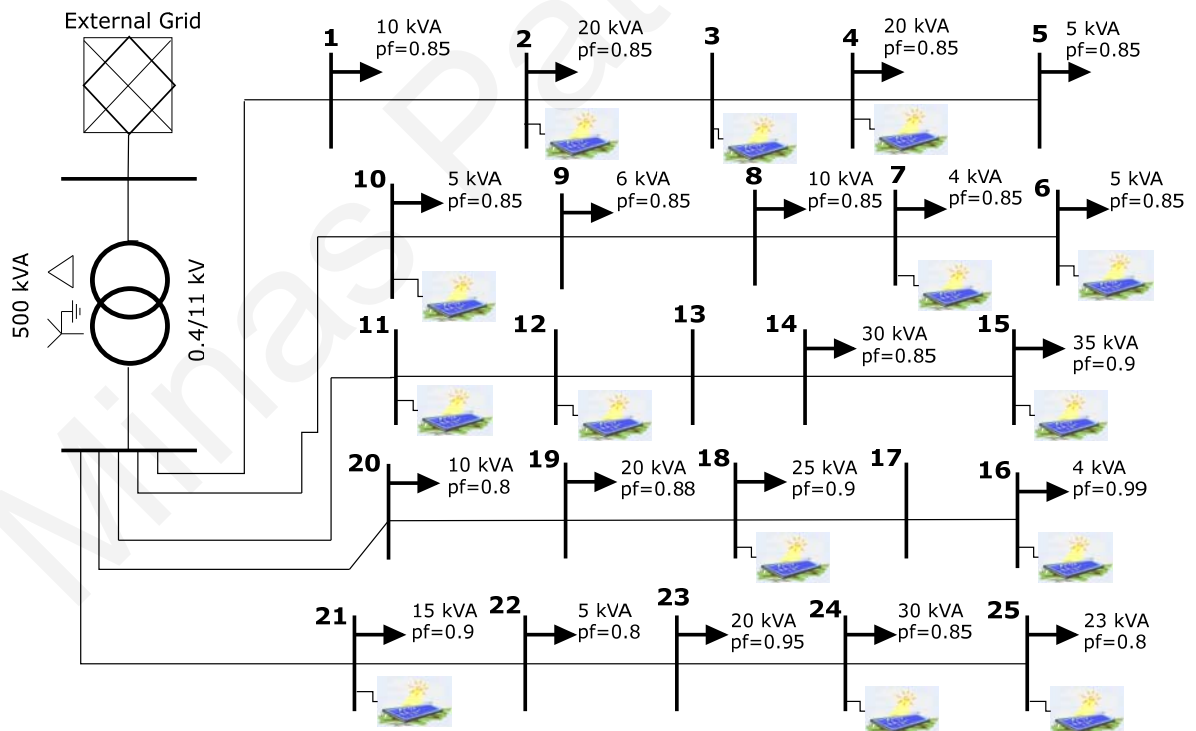 External Grid
500 kVA
0.4/11 kV
1
10 kVA
pf=0.85
2
20 kVA
pf=0.85
3
4
20 kVA
pf=0.85
5
5 kVA
pf=0.85
10
5 kVA
pf=0.85
9
6 kVA
pf=0.85
8
10 kVA
pf=0.85
7
4 kVA
pf=0.85
6
5 kVA
pf=0.85
11
12
13
14
30 kVA
pf=0.85
15
35 kVA
pf=0.9
20
10 kVA
pf=0.8
19
20 kVA
pf=0.88
18
25 kVA
pf=0.9
17
16
4 kVA
pf=0.99
21
15 kVA
pf=0.9
22
5 kVA
pf=0.8
23
20 kVA
pf=0.95
24
30 kVA
pf=0.85
25
23 kVA
pf=0.8
Minas Pat